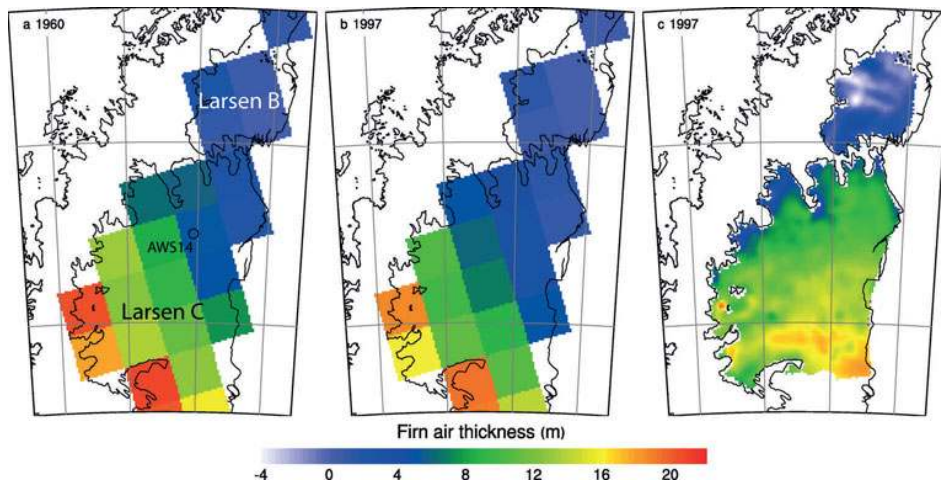 a 1960
b 1997
c 1997
Larsen B
AWS14
Larsen C
Firn air thickness (m)
-4 0 4 8 12 16 20